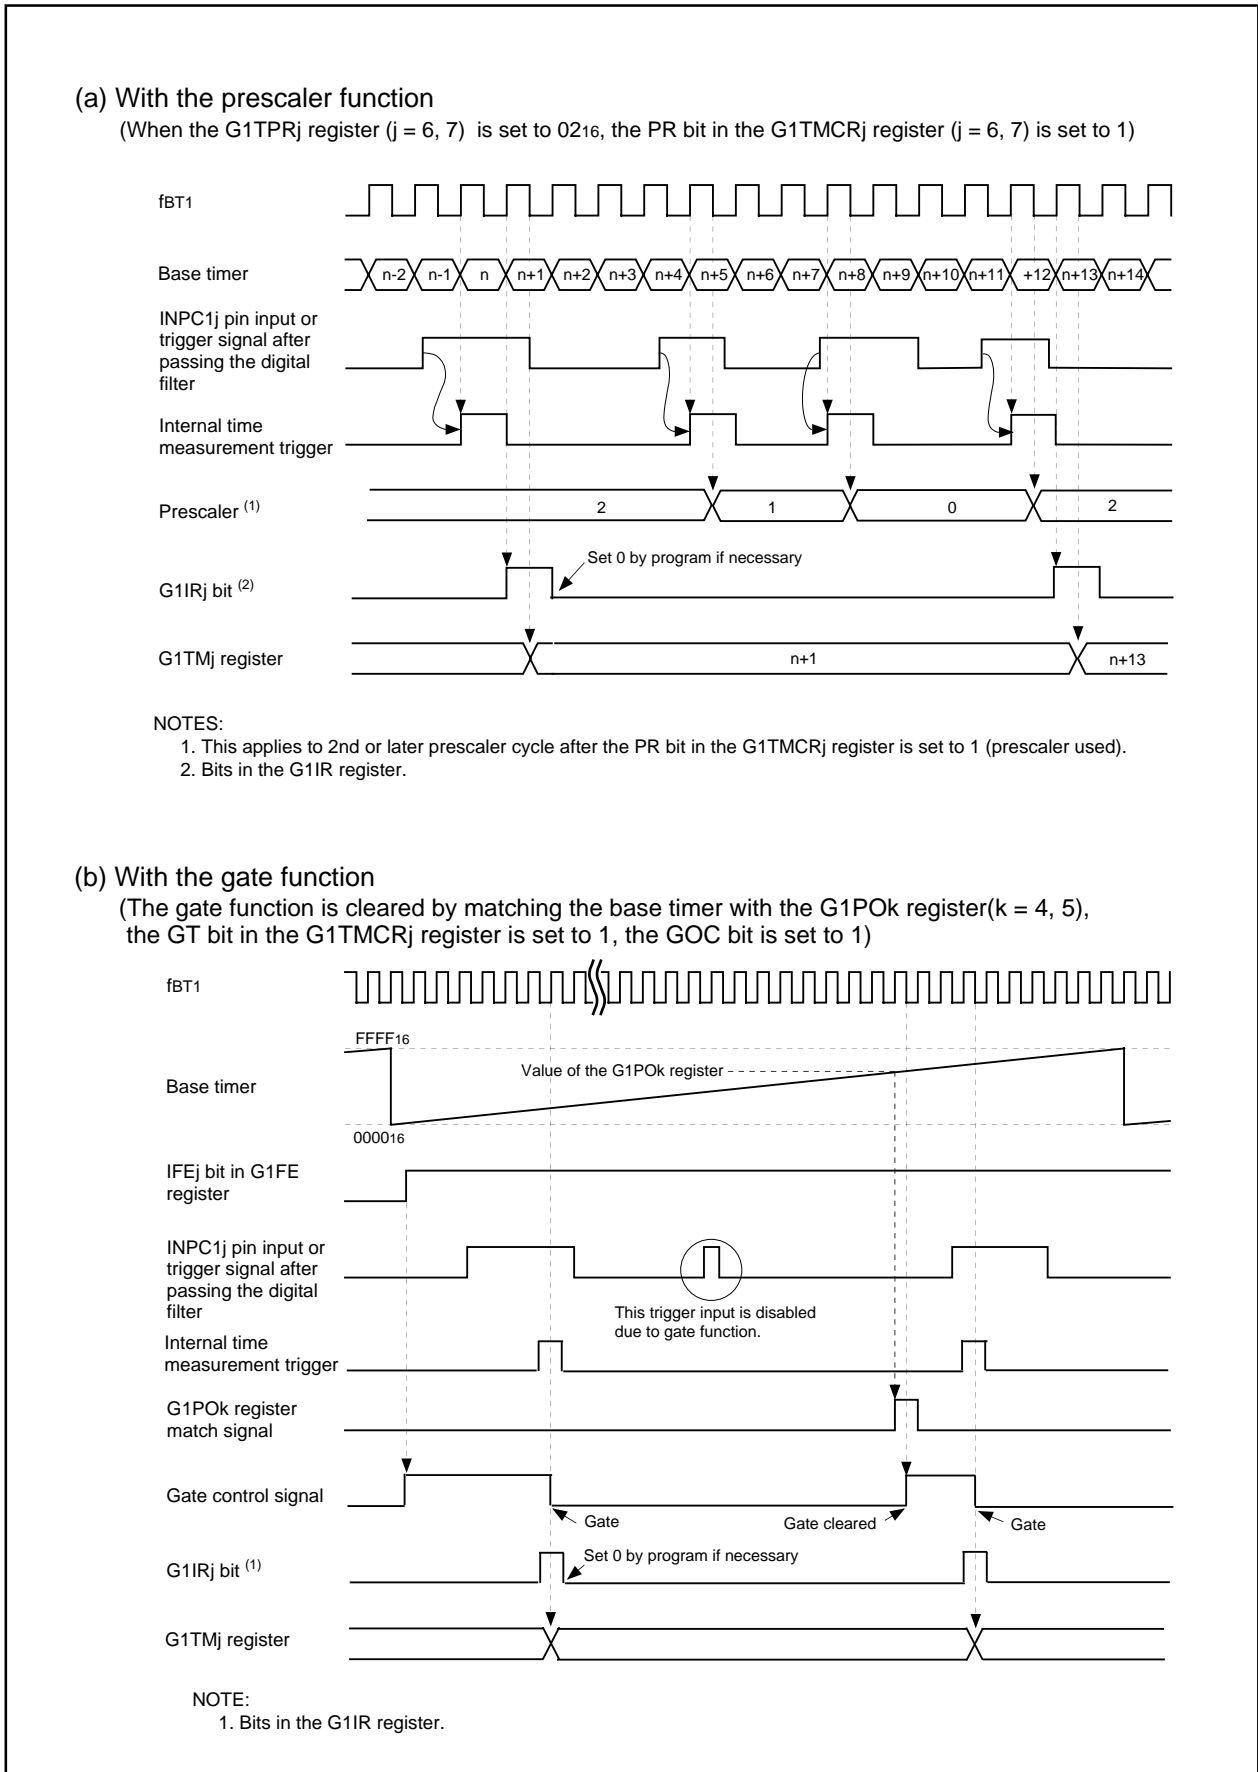 (a) With the prescaler function
(When the G1TPRj register (j = 6, 7) is set to 0216, the PR bit in the G1TMCRj register (j = 6, 7) is set to 1)
fBT1
Base timer
n-2 n-1 n n+1 n+2 n+3 n+4 n+5 n+6 n+7 n+8 n+9 n+10 n+11 +12 n+13 n+14
INPC1j pin input or
trigger signal after
passing the digital
filter
Internal time
measurement trigger
Prescaler (1)
2 1 0 2
Set 0 by program if necessary
G1IRj bit (2)
G1TMj register
n+1 n+13
NOTES:
1. This applies to 2nd or later prescaler cycle after the PR bit in the G1TMCRj register is set to 1 (prescaler used).
2. Bits in the G1IR register.
(b) With the gate function
(The gate function is cleared by matching the base timer with the G1POk register(k = 4, 5),
the GT bit in the G1TMCRj register is set to 1, the GOC bit is set to 1)
fBT1
FFFF16
Value of the G1POk register
Base timer
000016
IFEj bit in G1FE
register
INPC1j pin input or
trigger signal after
passing the digital
filter
This trigger input is disabled
due to gate function.
Internal time
measurement trigger
G1POk register
match signal
Gate control signal
Gate Gate cleared Gate
Set 0 by program if necessary
G1IRj bit (1)
G1TMj register
NOTE:
1. Bits in the G1IR register.